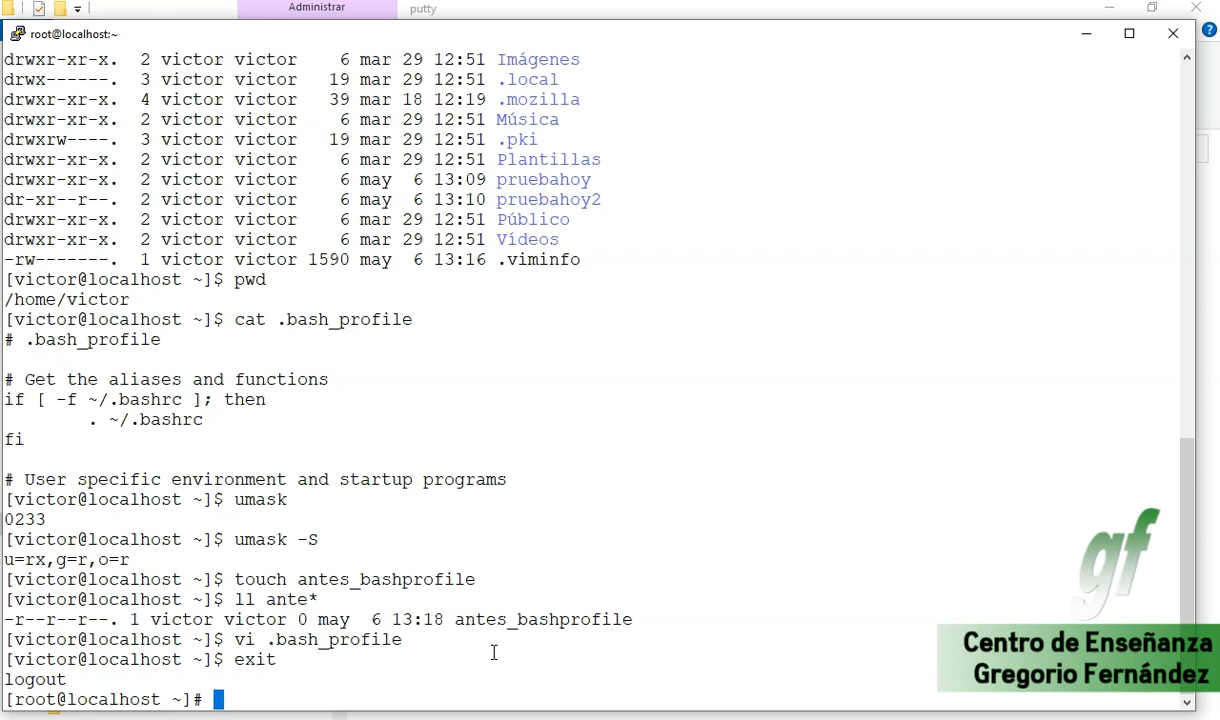 Administrar
putty
root@localhost:~
drwxr-xr-x. 2 victor victor 6 mar 29 12:51 Imágenes
drwx------. 3 victor victor 19 mar 29 12:51 .local
drwxr-xr-x. 4 victor victor 39 mar 18 12:19 .mozilla
drwxr-xr-x. 2 victor victor 6 mar 29 12:51 Música
drwxrw----. 3 victor victor 19 mar 29 12:51 .pki
drwxr-xr-x. 2 victor victor 6 mar 29 12:51 Plantillas
drwxr-xr-x. 2 victor victor 6 may 6 13:09 pruebahoy
dr-xr--r--. 2 victor victor 6 may 6 13:10 pruebahoy2
drwxr-xr-x. 2 victor victor 6 mar 29 12:51 Público
drwxr-xr-x. 2 victor victor 6 mar 29 12:51 Vídeos
-rw-------. 1 victor victor 1590 may 6 13:16 .viminfo
[victor@localhost ~]$ pwd
/home/victor
[victor@localhost ~]$ cat .bash_profile
# .bash_profile
# Get the aliases and functions
if [ -f ~/.bashrc ]; then
. ~/.bashrc
fi
# User specific environment and startup programs
[victor@localhost ~]$ umask
0233
[victor@localhost ~]$ umask -S
u=rx,g=r,o=r
[victor@localhost ~]$ touch antes_bashprofile
[victor@localhost ~]$ ll ante*
-r--r--r--. 1 victor victor 0 may 6 13:18 antes_bashprofile
[victor@localhost ~]$ vi .bash_profile
[victor@localhost ~]$ exit
logout
[root@localhost ~]#
gf
Centro de Enseñanza
Gregorio Fernández